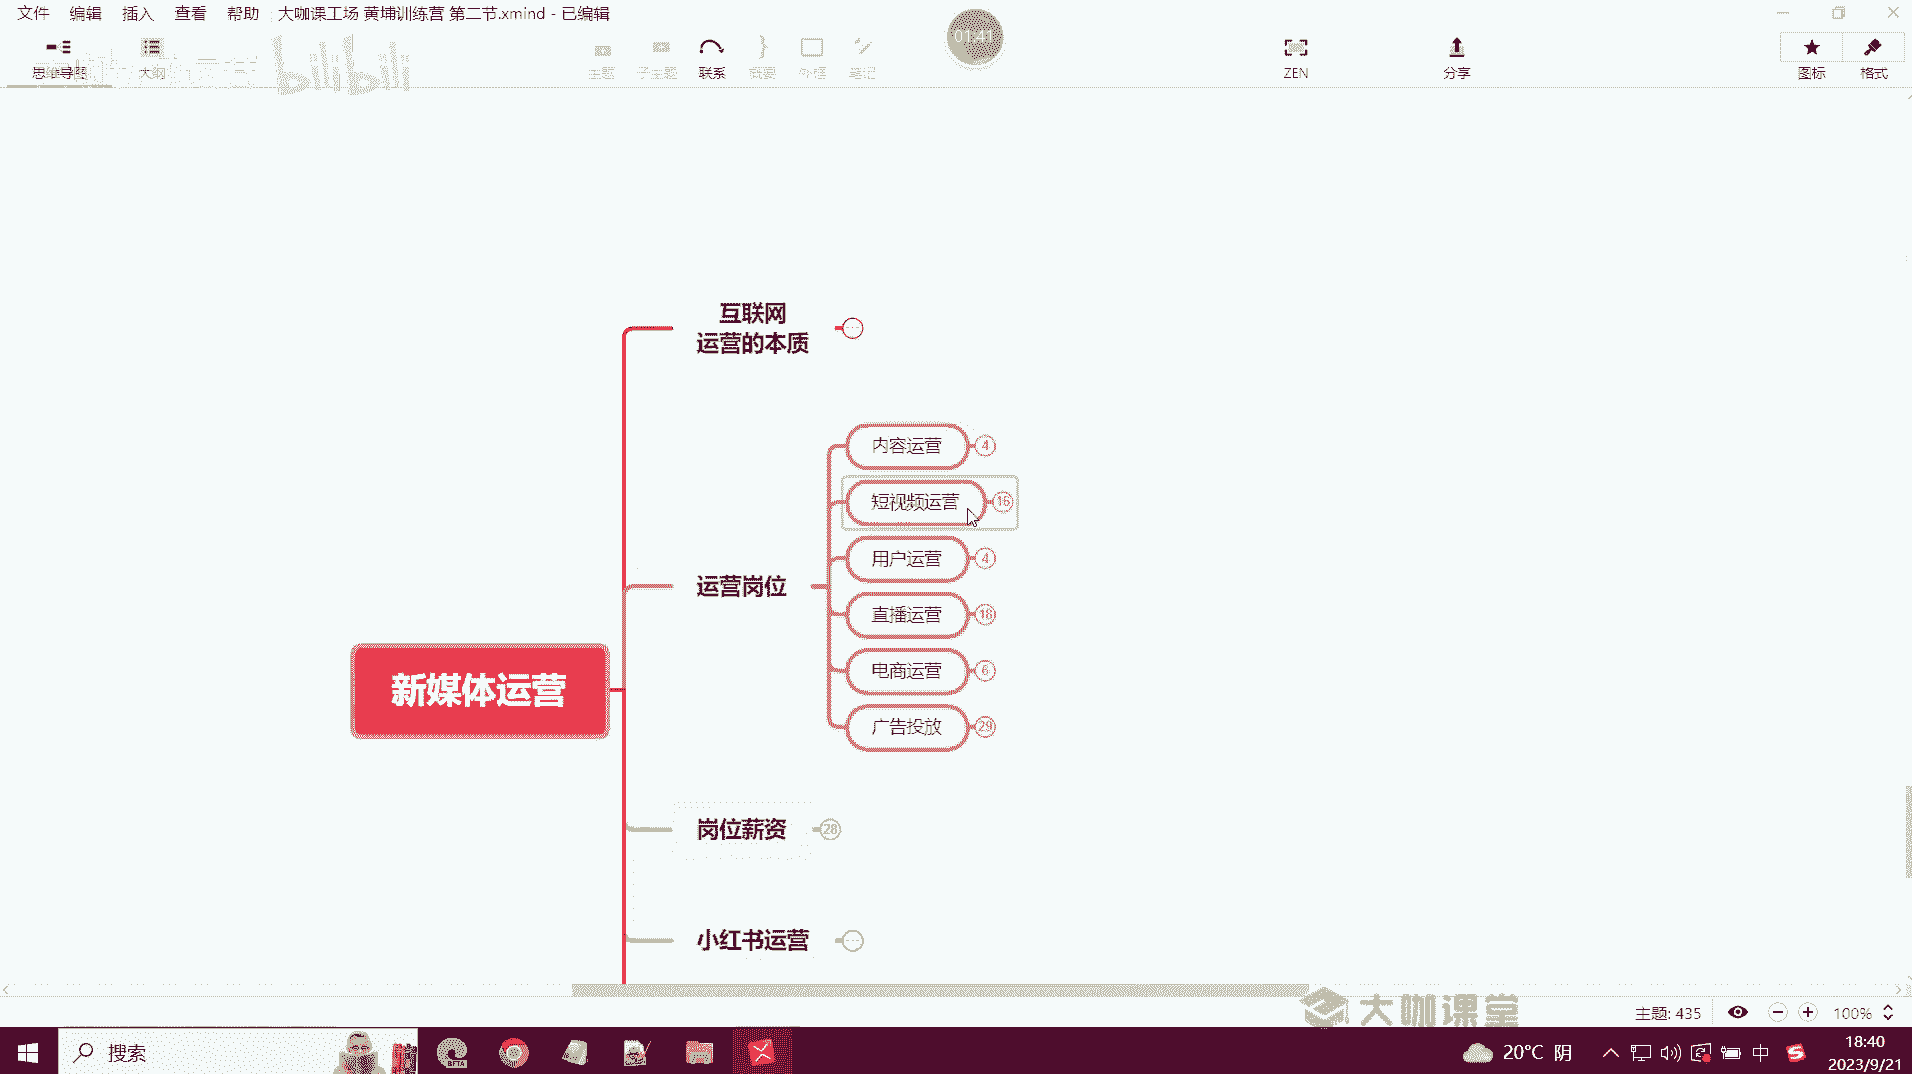 文件 编辑 插入 查看 帮助 大咖课工场 黄埔训练营 第二节.xmind - 已编辑
01:41
思维导图 大纲 主题 子主题 联系 概要 外框 笔记 ZEN 分享 图标 格式
bilibili
互联网
运营的本质
内容运营 4
短视频运营 16
用户运营 4
运营岗位
直播运营 18
电商运营 6
新媒体运营
广告投放 29
岗位薪资 28
小红书运营
大咖课堂
主题: 435 100%
搜索
BETA
20°C 阴
中
18:40
2023/9/21